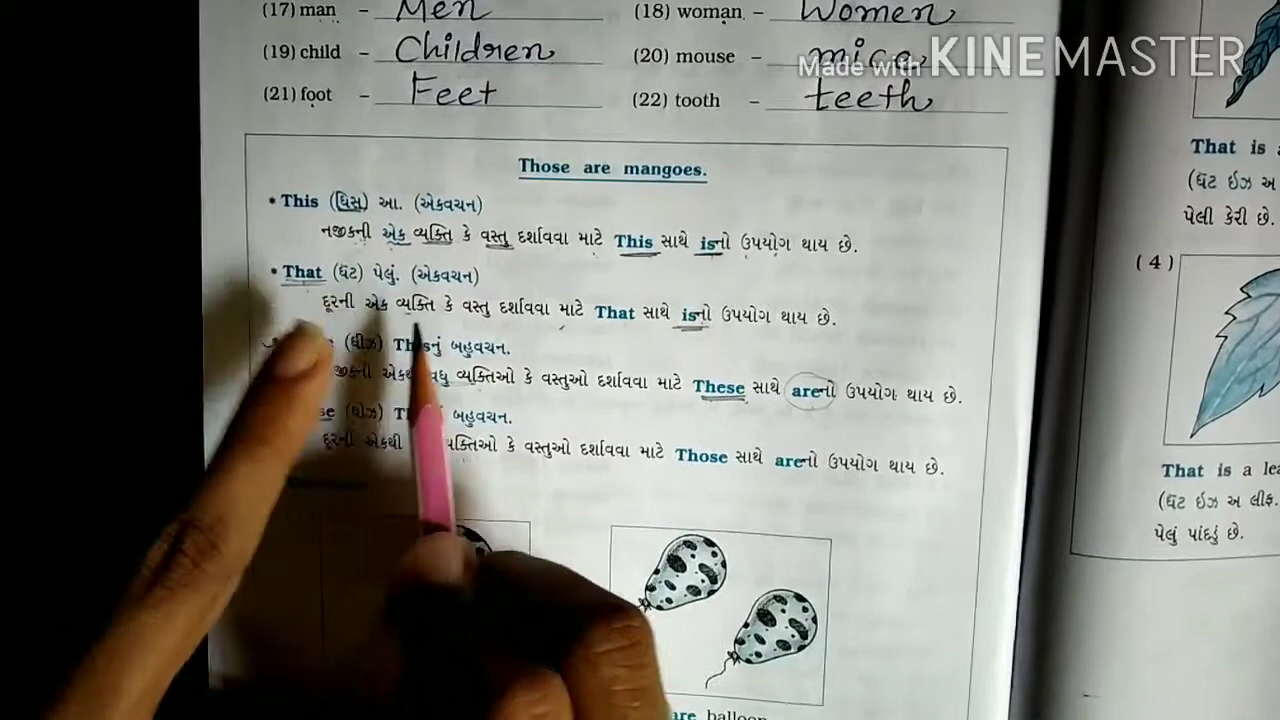 (17) man – Men (18) woman – Women
(19) child – Children (20) mouse – mice
(21) foot – Feet (22) tooth – teeth
Made with KINEMASTER
Those are mangoes.
• This (ધિસ) આ. (એકવચન)
નજીકની એક વ્યક્તિ કે વસ્તુ દર્શાવવા માટે This સાથે isનો ઉપયોગ થાય છે.
• That (ધૅટ) પેલું. (એકવચન)
દૂરની એક વ્યક્તિ કે વસ્તુ દર્શાવવા માટે That સાથે isનો ઉપયોગ થાય છે.
(ધીઝ) Thisનું બહુવચન.
વધુ વ્યક્તિઓ કે વસ્તુઓ દર્શાવવા માટે These સાથે areનો ઉપયોગ થાય છે.
(ધોઝ) બહુવચન.
દૂરની એકથી વ્યક્તિઓ કે વસ્તુઓ દર્શાવવા માટે Those સાથે areનો ઉપયોગ થાય છે.
are balloon
That is
(ધૅટ ઇઝ અ
પેલી કેરી છે.
(4)
That is a
(ધૅટ ઇઝ અ લીફ.
પેલું પાંદડું છે.